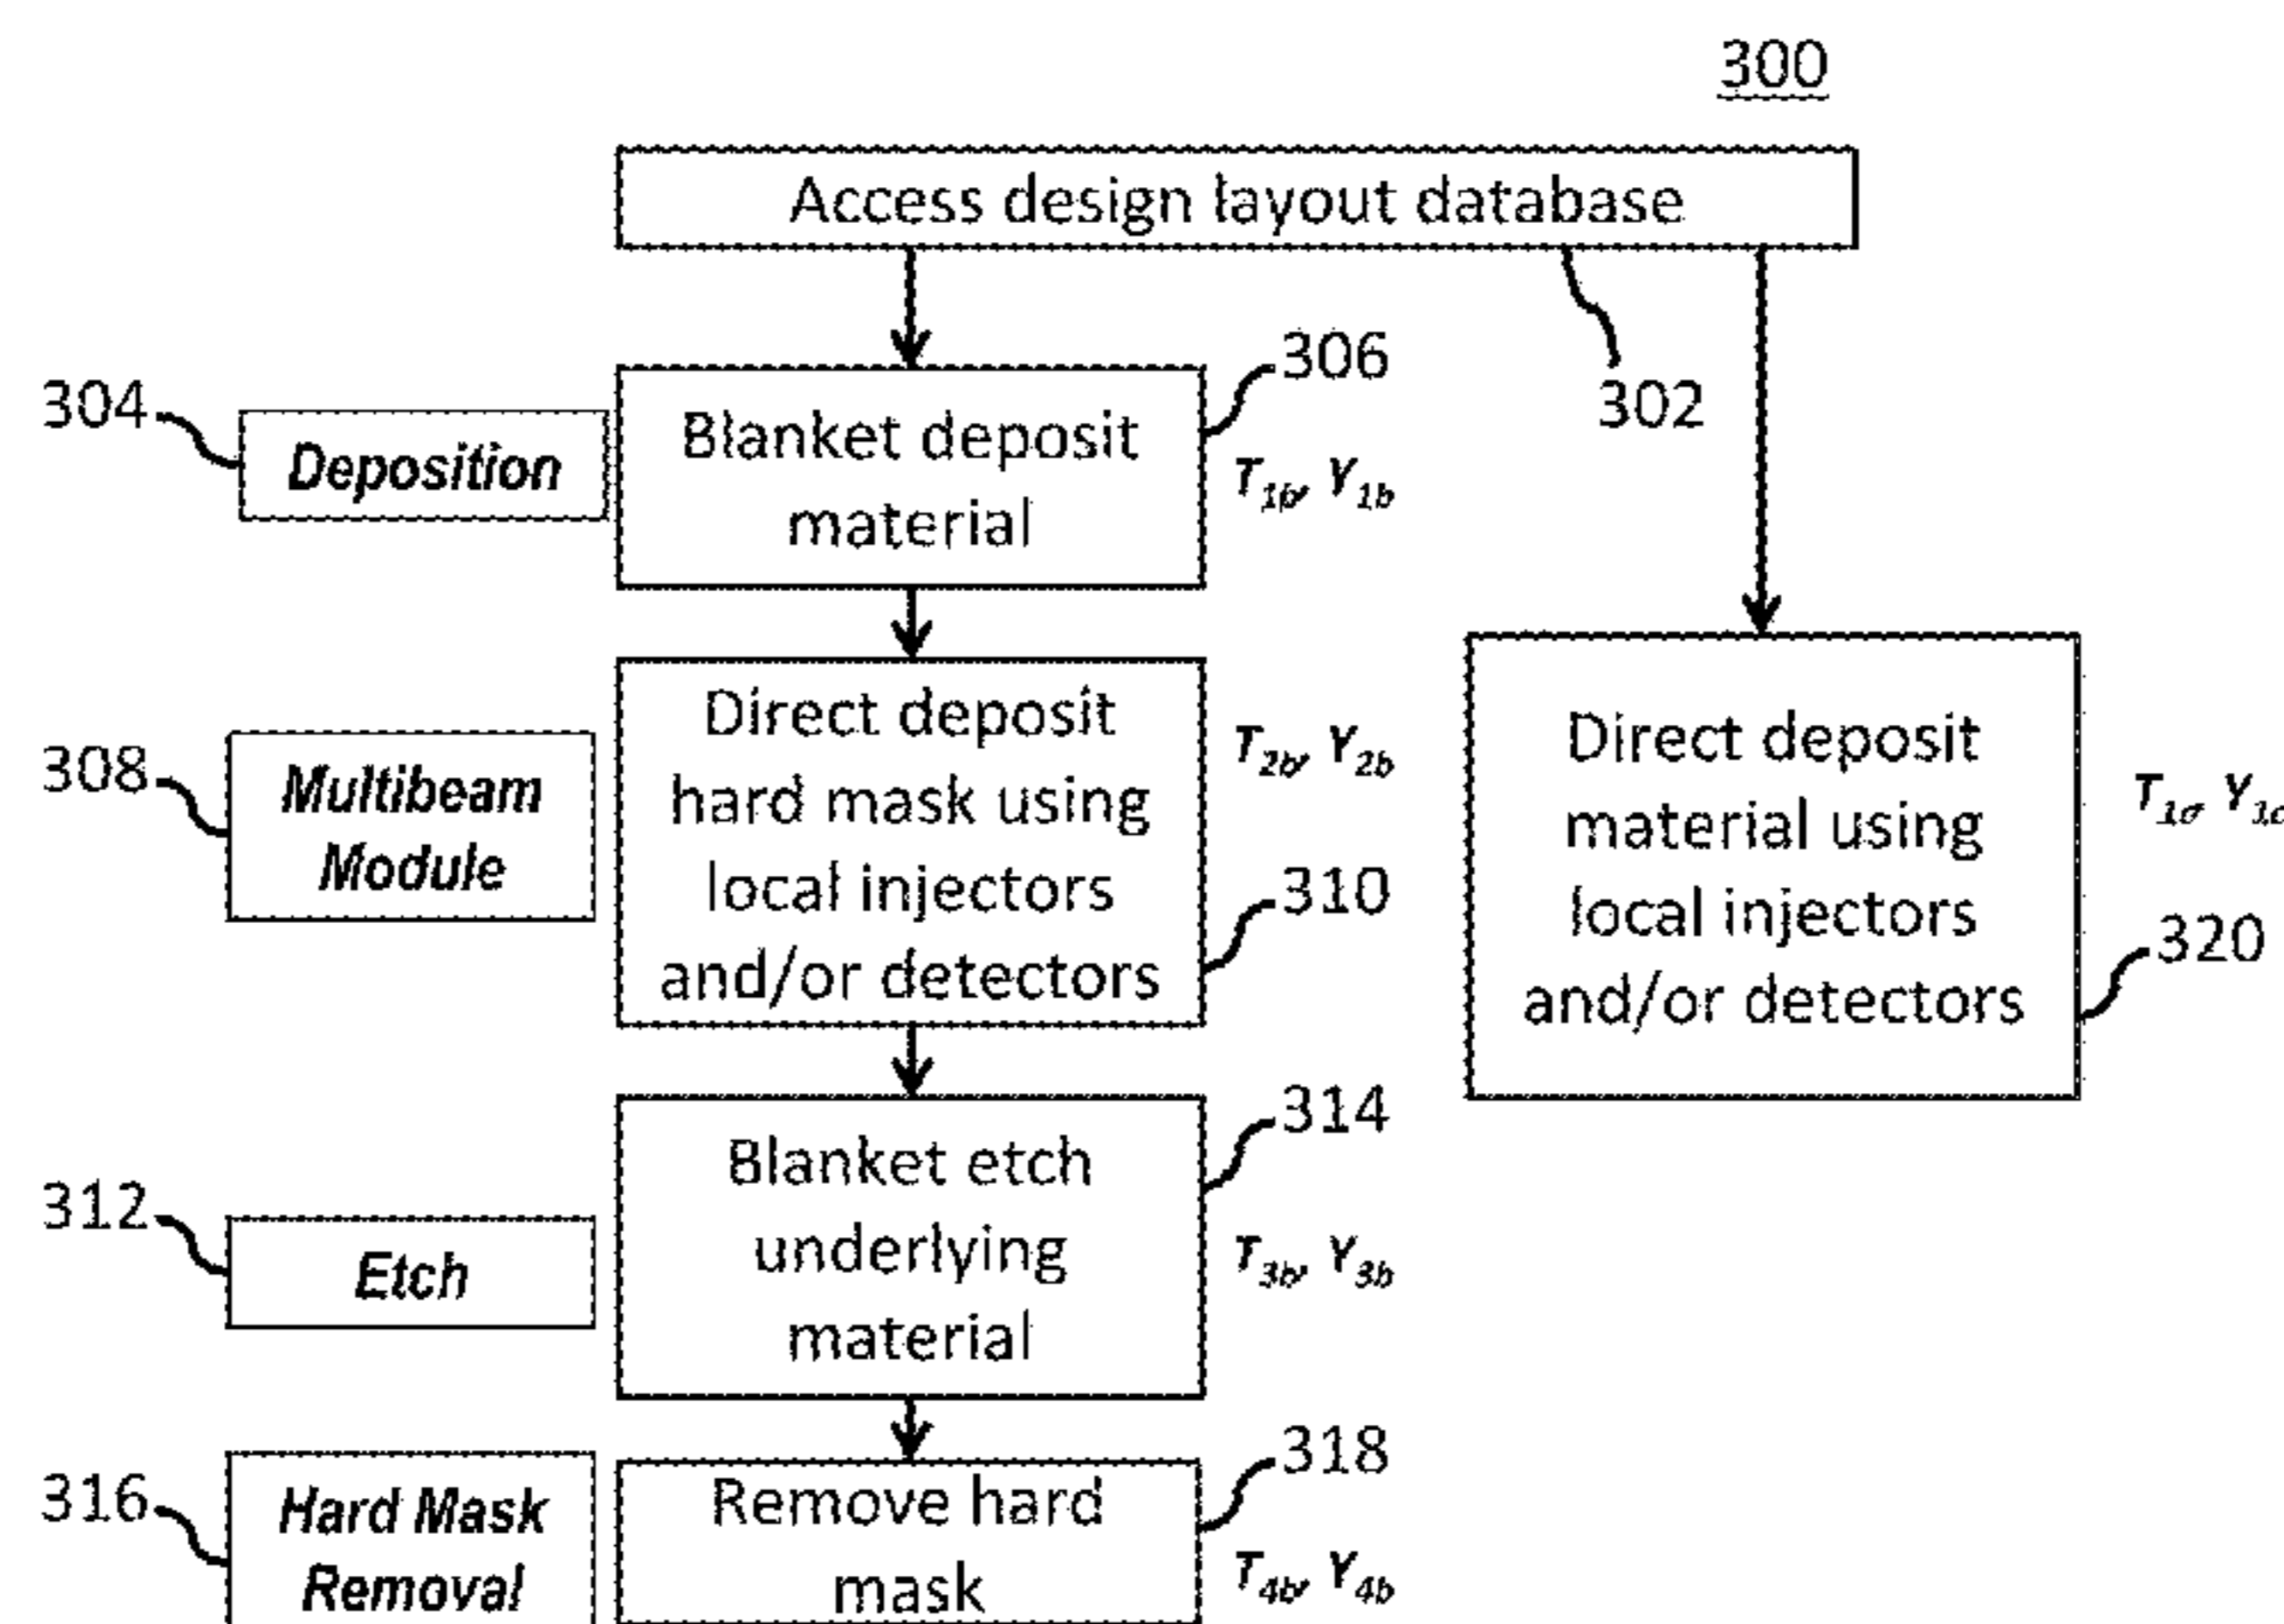 300
Access design layout database
302
304
Deposition
Blanket deposit
material
306
T1b, Y1b
308
Multibeam
Module
Direct deposit
hard mask using
local injectors
and/or detectors
T2b, Y2b
310
Direct deposit
material using
local injectors
and/or detectors
320
312
Etch
Blanket etch
underlying
material
314
T3b, Y3b
316
Hard Mask
Removal
Remove hard
mask
318
T4b, Y4b